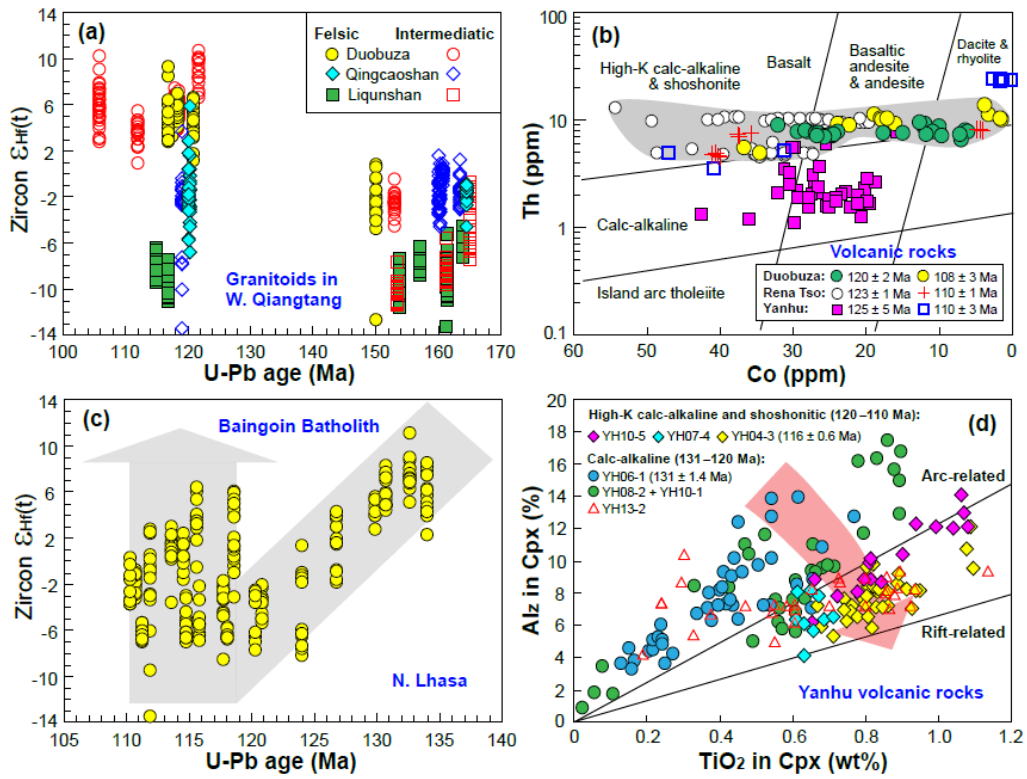 (a)
Felsic Intermediatic
Duobuza
Qingcaoshan
Liqunshan
Granitoids in
W. Qiangtang
Zircon εHf(t)
14
10
6
2
-2
-6
-10
-14
100 110 120 130 140 150 160 170
U-Pb age (Ma)
(b)
Basalt
Basaltic
andesite
& andesite
Dacite &
rhyolite
High-K calc-alkaline
& shoshonite
Calc-alkaline
Island arc tholeiite
Volcanic rocks
Duobuza: 120 ± 2 Ma 108 ± 3 Ma
Rena Tso: 123 ± 1 Ma 110 ± 1 Ma
Yanhu: 125 ± 5 Ma 110 ± 3 Ma
Th (ppm)
100
10
1
0.1
60 50 40 30 20 10 0
Co (ppm)
(c)
Baingoin Batholith
N. Lhasa
Zircon εHf(t)
14
10
6
2
-2
-6
-10
-14
105 110 115 120 125 130 135 140
U-Pb age (Ma)
(d)
High-K calc-alkaline and shoshonitic (120–110 Ma):
YH10-5 YH07-4 YH04-3 (116 ± 0.6 Ma)
Calc-alkaline (131–120 Ma):
YH06-1 (131 ± 1.4 Ma)
YH08-2 + YH10-1
YH13-2
Arc-related
Rift-related
Yanhu volcanic rocks
Alz in Cpx (%)
20
18
16
14
12
10
8
6
4
2
0
0 0.2 0.4 0.6 0.8 1.0 1.2
TiO2 in Cpx (wt%)